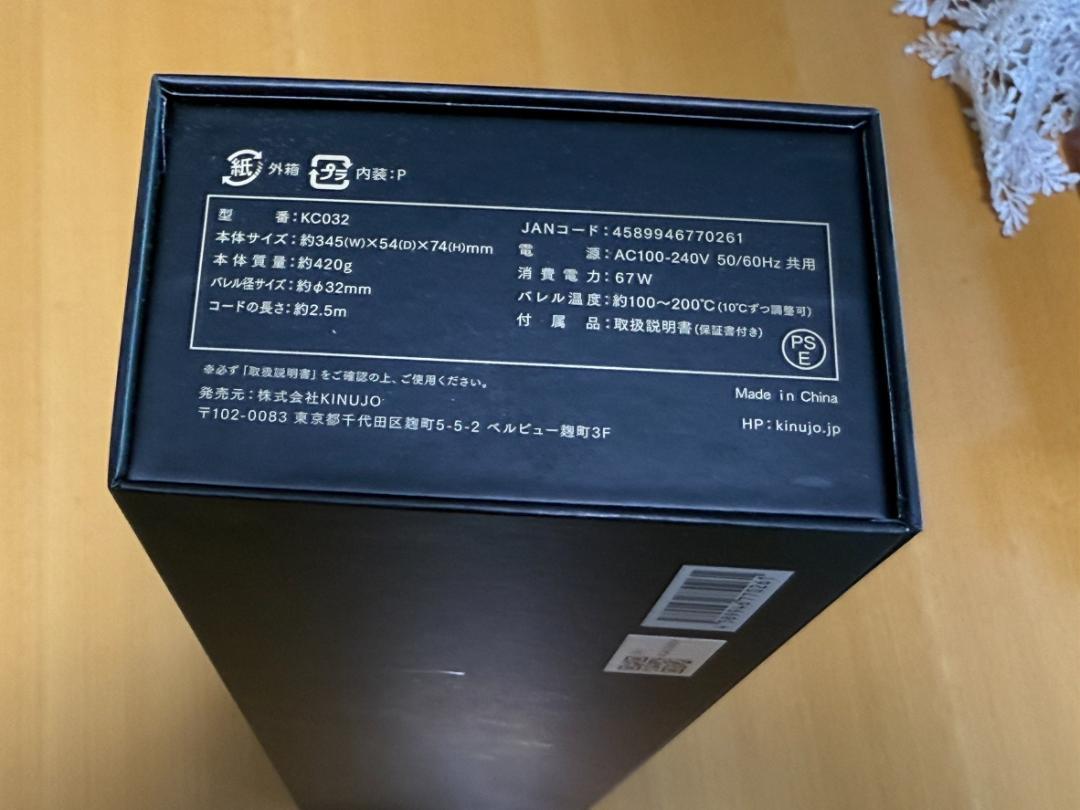 紙 外箱 プラ 内装:P
型 番:KC032
本体サイズ:約345(W)×54(D)×74(H)mm
本体質量:約420g
バレル径サイズ:約φ32mm
コードの長さ:約2.5m
JANコード:4589946770261
電 源:AC100-240V 50/60Hz 共用
消費電力:67W
バレル温度:約100〜200℃(10℃ずつ調整可)
付 属 品:取扱説明書(保証書付き)
PS
E
※必ず「取扱説明書」をご確認の上、ご使用ください。
発売元:株式会社KINUJO
〒102-0083 東京都千代田区麹町5-5-2 ベルビュー麹町3F
Made in China
HP:kinujo.jp